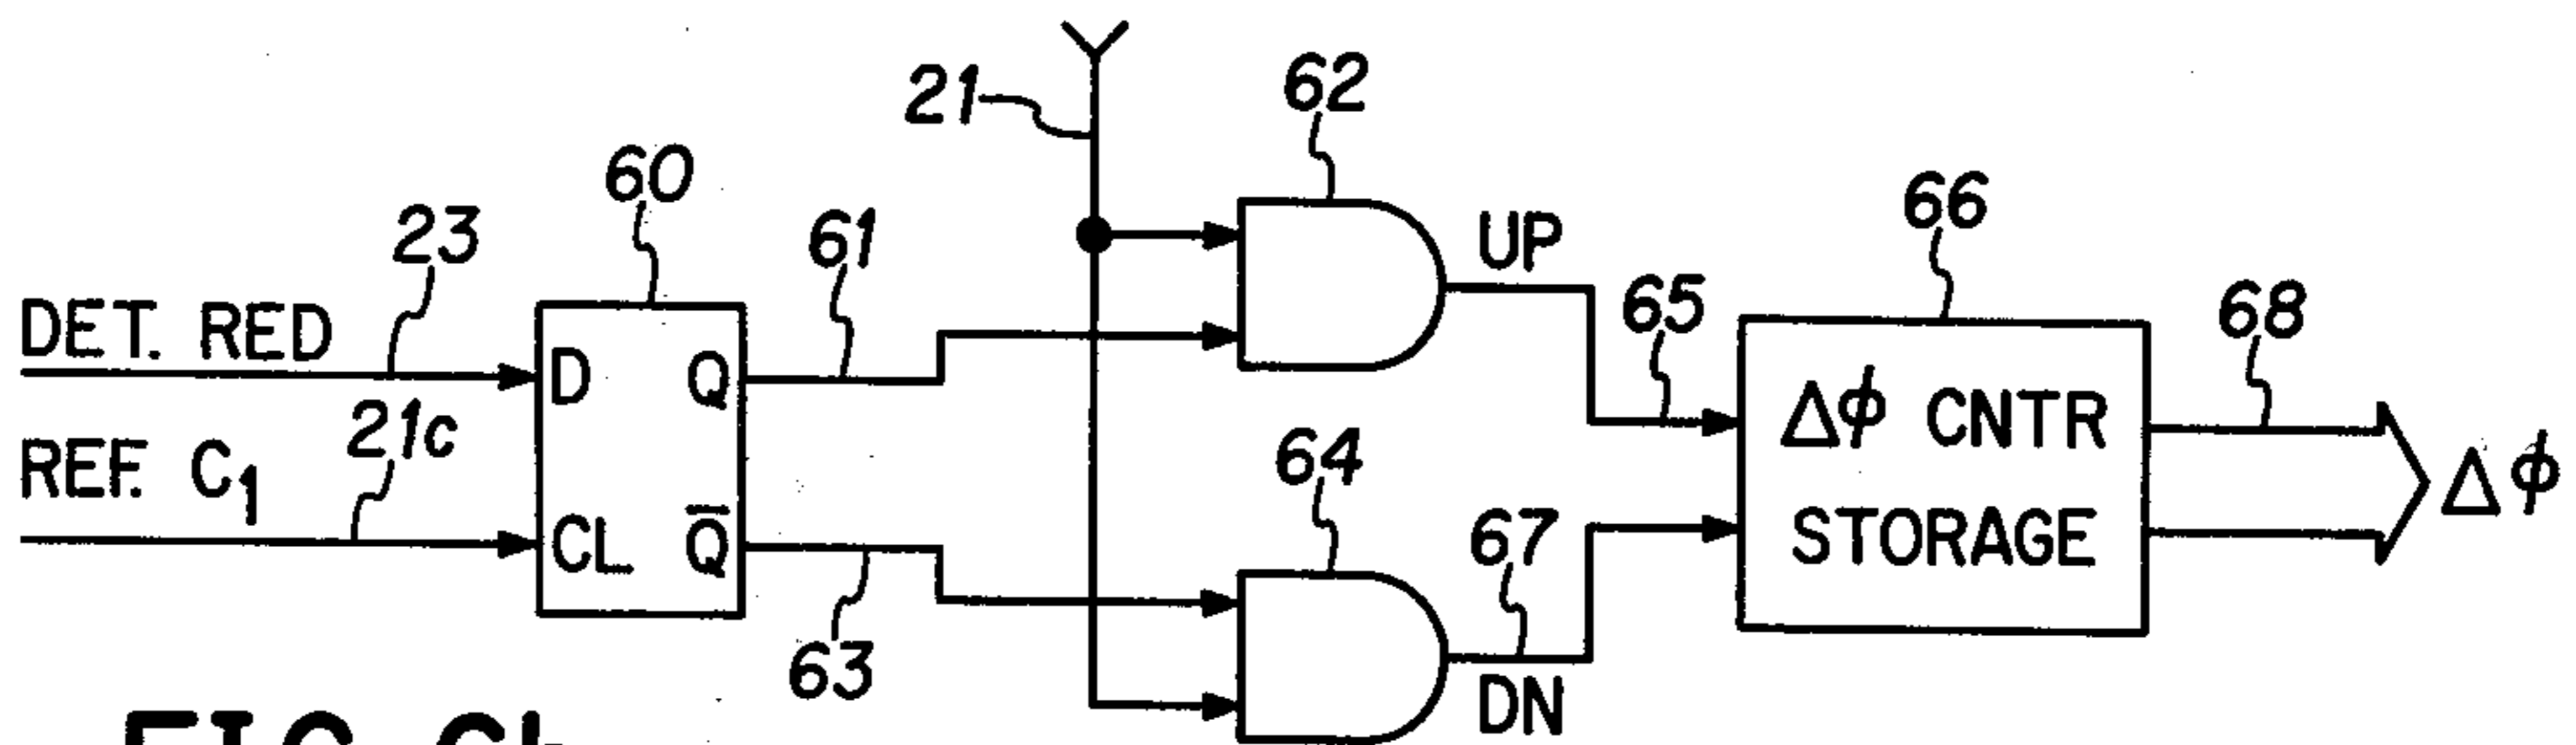 21
62
60
66
23
61
UP
65
68
DET. RED
D
Q
21c
64
Δϕ CNTR
STORAGE
Δϕ
REF. C1
CL
Q̅
67
63
DN